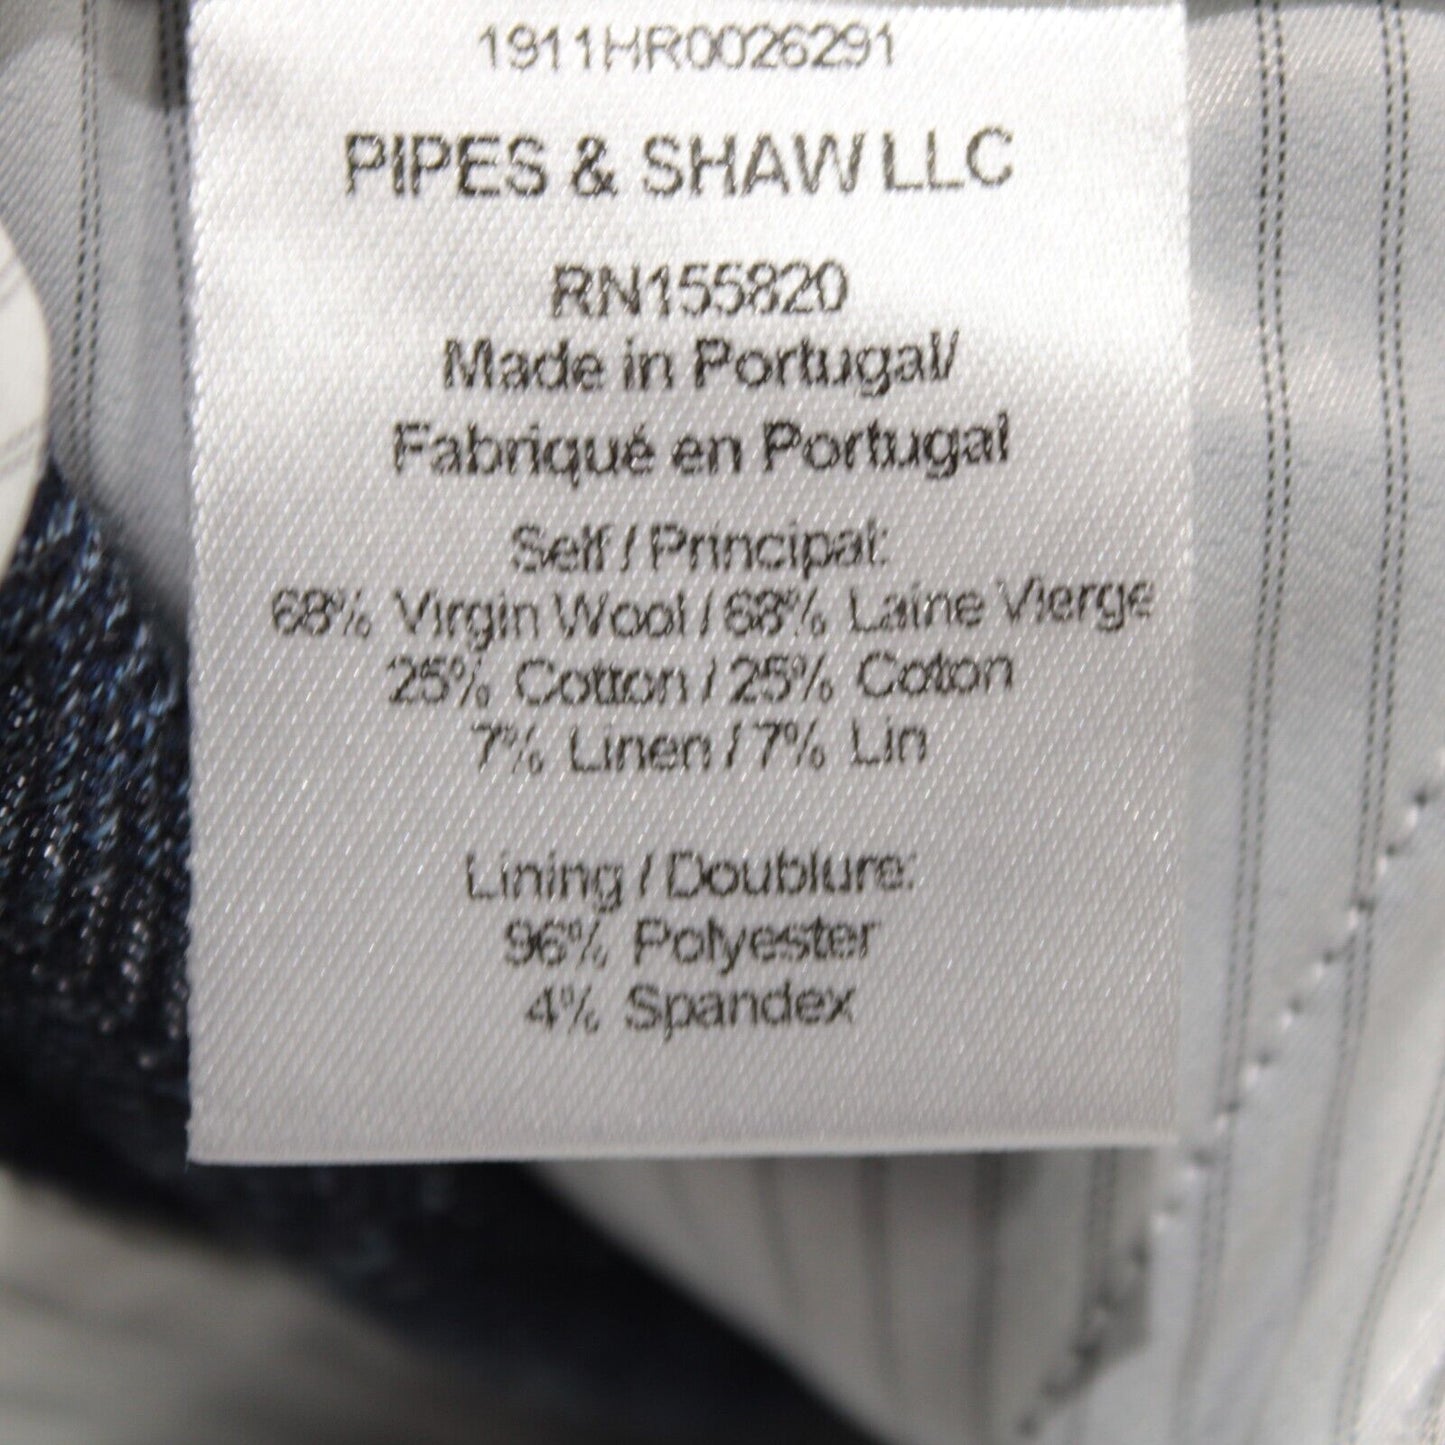 1911HR0026291
PIPES & SHAW LLC
RN155820
Made in Portugal/
Fabriqué en Portugal
Self / Principal:
68% Virgin Wool / 68% Laine Vierge
25% Cotton / 25% Coton
7% Linen / 7% Lin
Lining / Doublure:
96% Polyester
4% Spandex